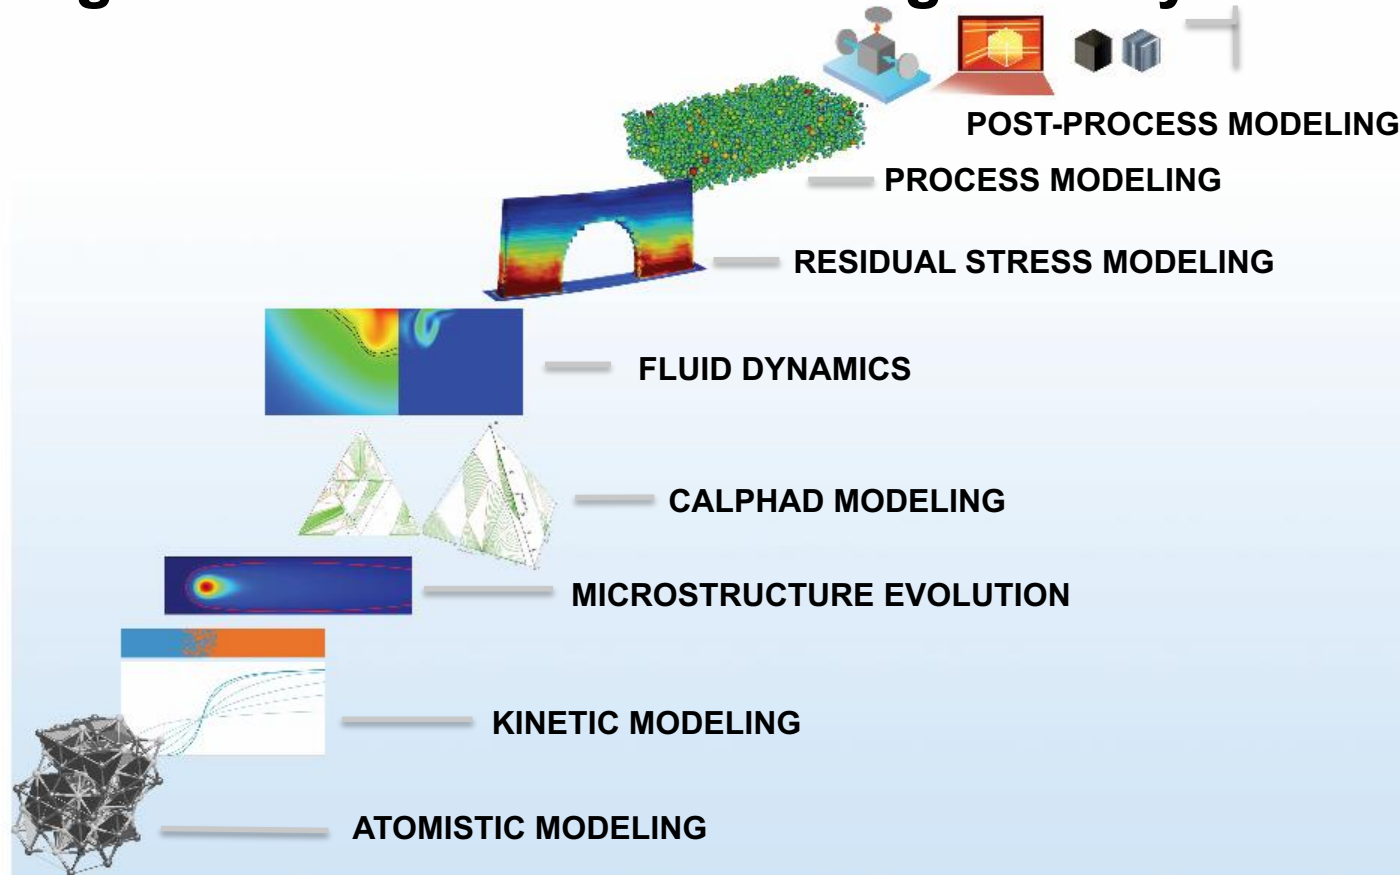 POST-PROCESS MODELING
PROCESS MODELING
RESIDUAL STRESS MODELING
FLUID DYNAMICS
CALPHAD MODELING
MICROSTRUCTURE EVOLUTION
KINETIC MODELING
ATOMISTIC MODELING